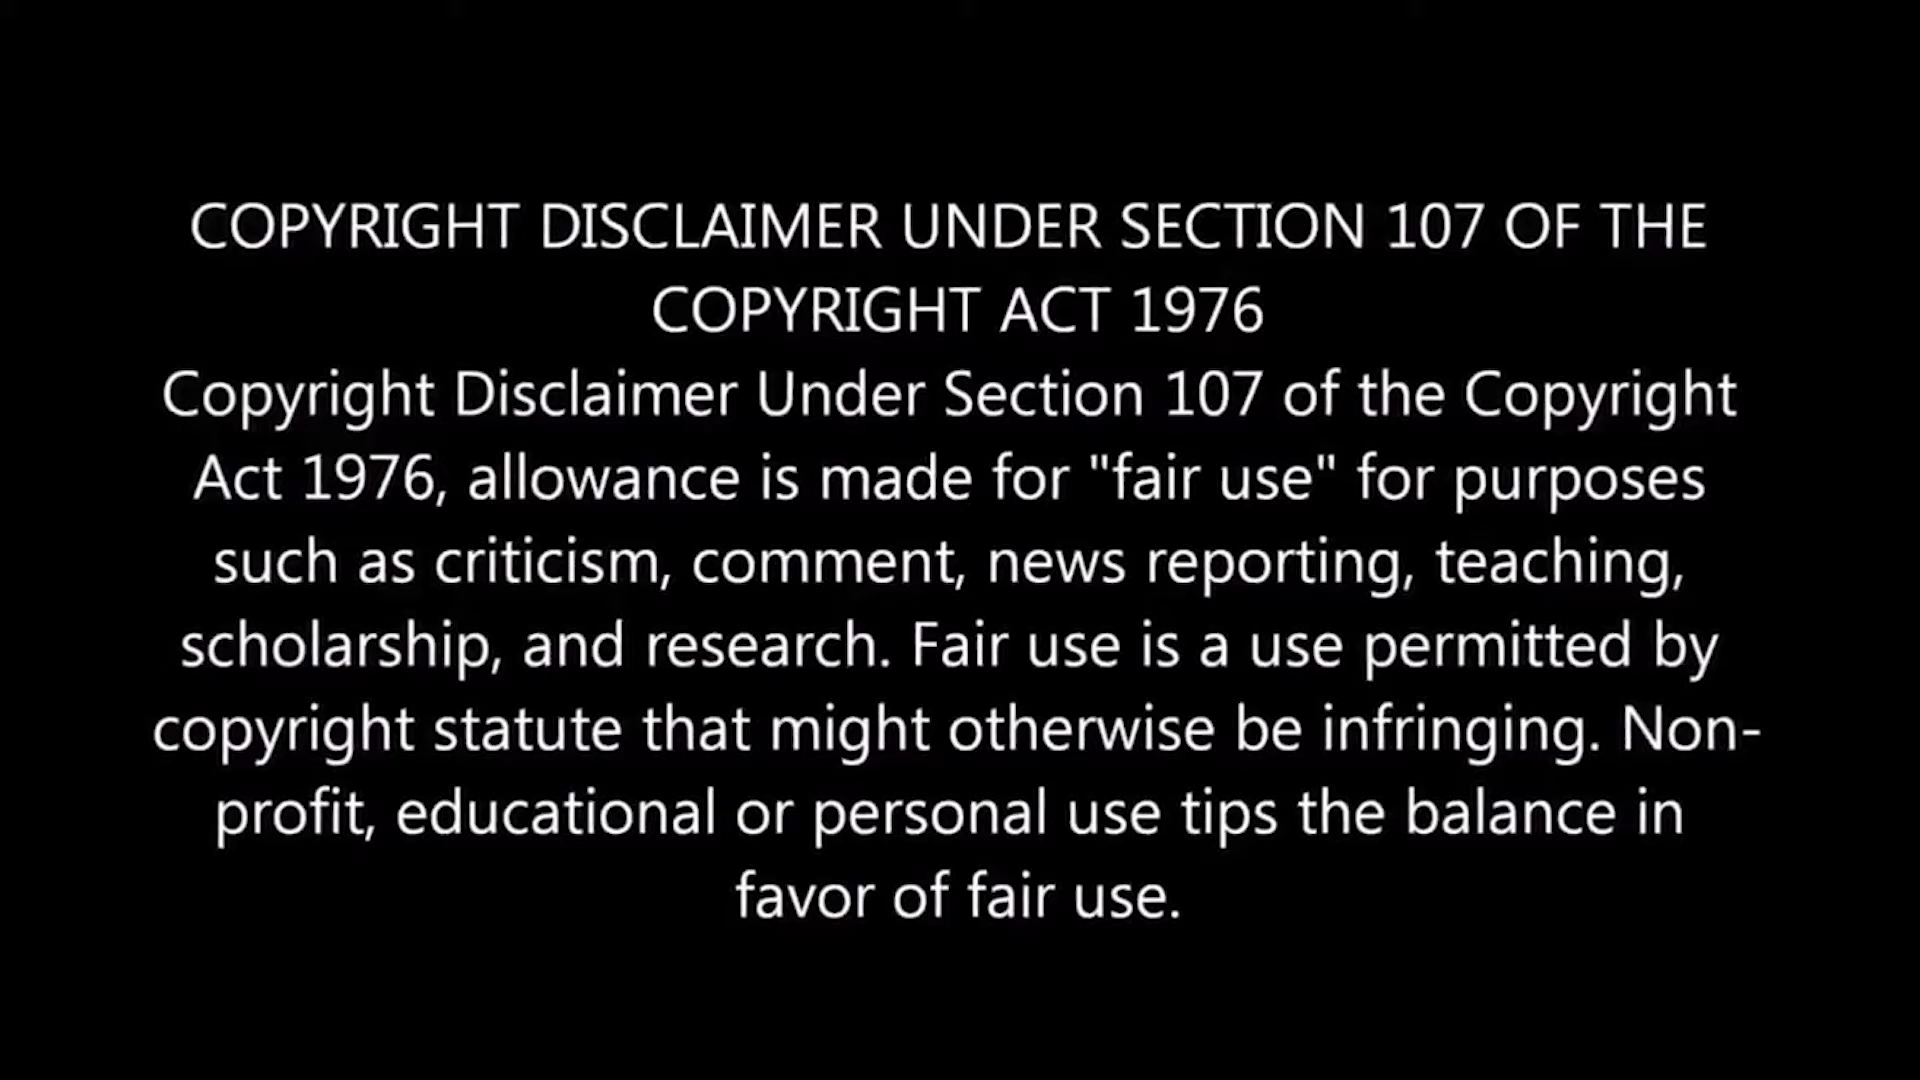 COPYRIGHT DISCLAIMER UNDER SECTION 107 OF THE
COPYRIGHT ACT 1976
Copyright Disclaimer Under Section 107 of the Copyright
Act 1976, allowance is made for "fair use" for purposes
such as criticism, comment, news reporting, teaching,
scholarship, and research. Fair use is a use permitted by
copyright statute that might otherwise be infringing. Non-
profit, educational or personal use tips the balance in
favor of fair use.